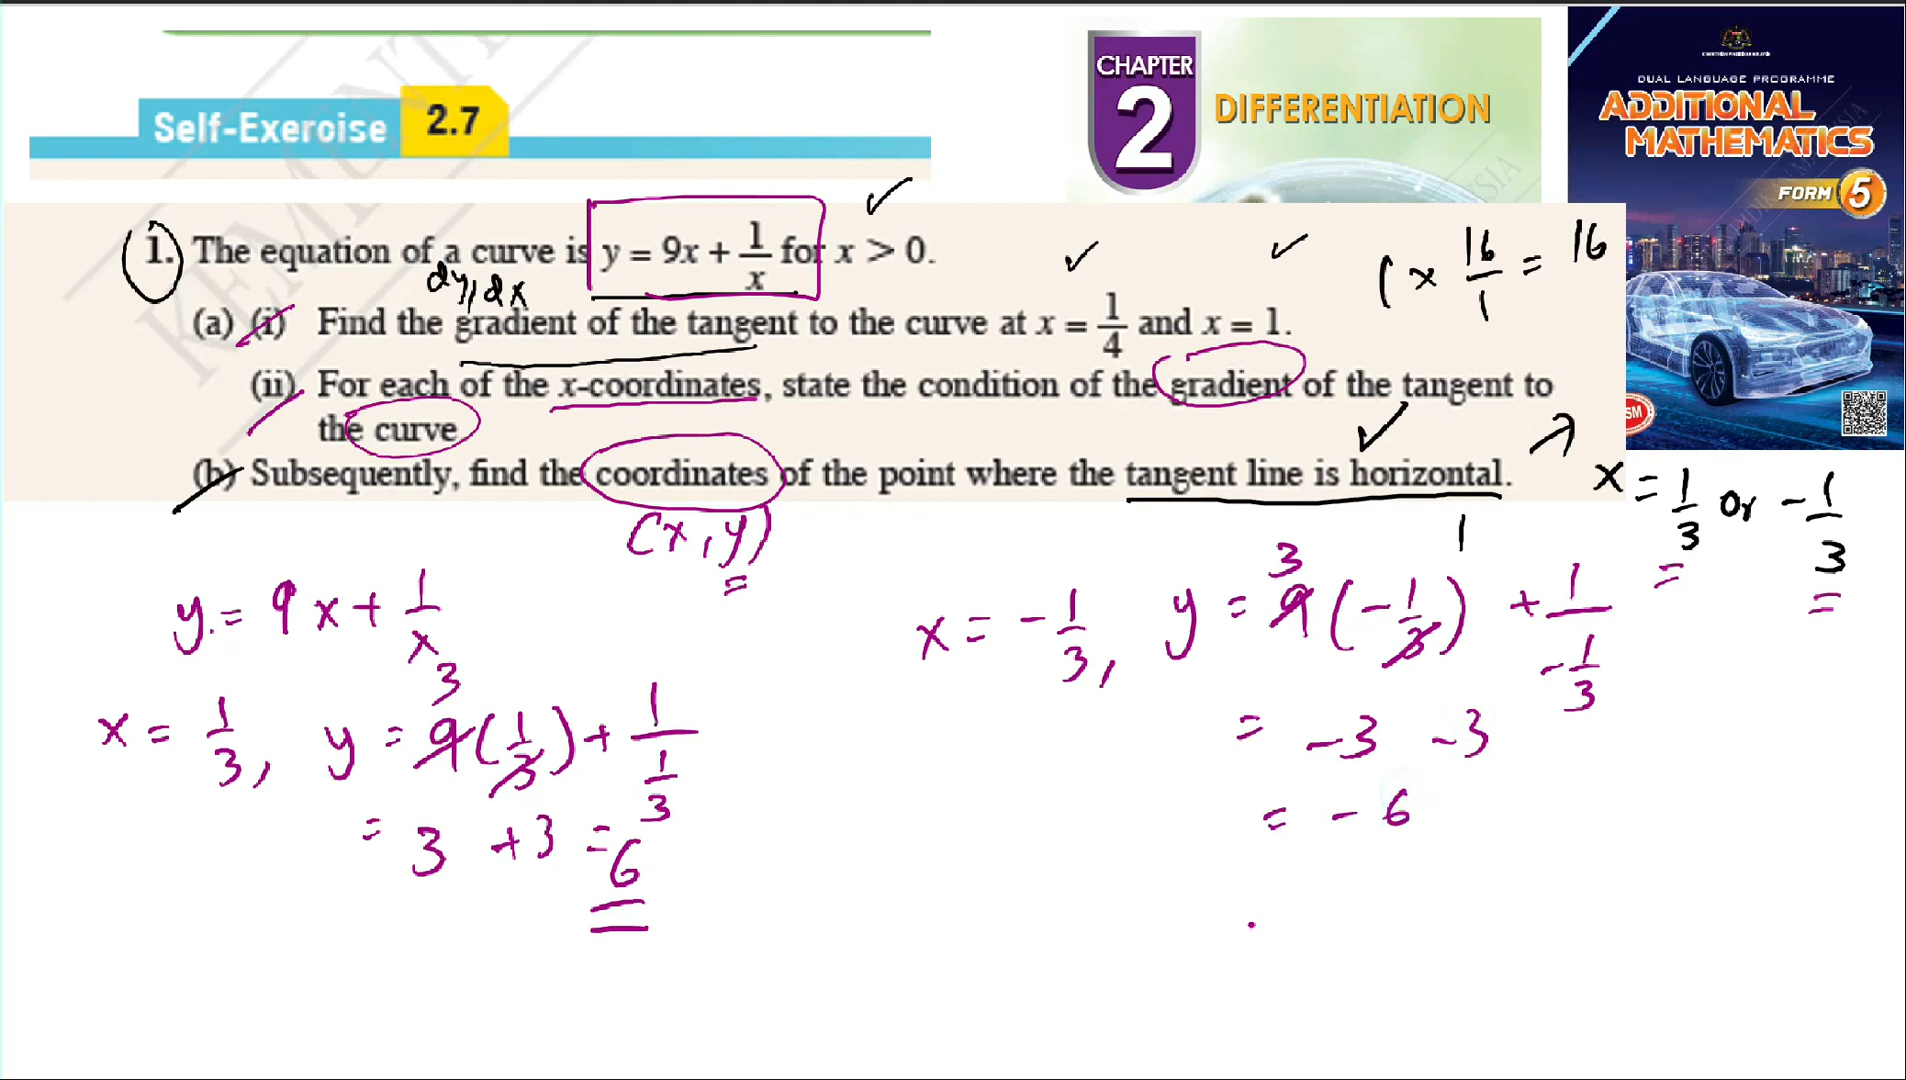 Self-Exercise 2.7
CHAPTER 2 DIFFERENTIATION
DUAL LANGUAGE PROGRAMME
ADDITIONAL
MATHEMATICS
FORM 5
SM
KEMENT
1. The equation of a curve is y = 9x + 1/x for x > 0.
dy/dx
1 × 16/1 = 16
(a) (i) Find the gradient of the tangent to the curve at x = 1/4 and x = 1.
(ii) For each of the x-coordinates, state the condition of the gradient of the tangent to
the curve
(b) Subsequently, find the coordinates of the point where the tangent line is horizontal.
x = 1/3 or -1/3
(x, y)
y = 9x + 1/x
x = 1/3, y = 9(1/3) + 1/(1/3)
3
= 3 + 3 = 6
x = -1/3, y = 9(-1/3) + 1/(-1/3)
3 1
= -3 -3
= -6